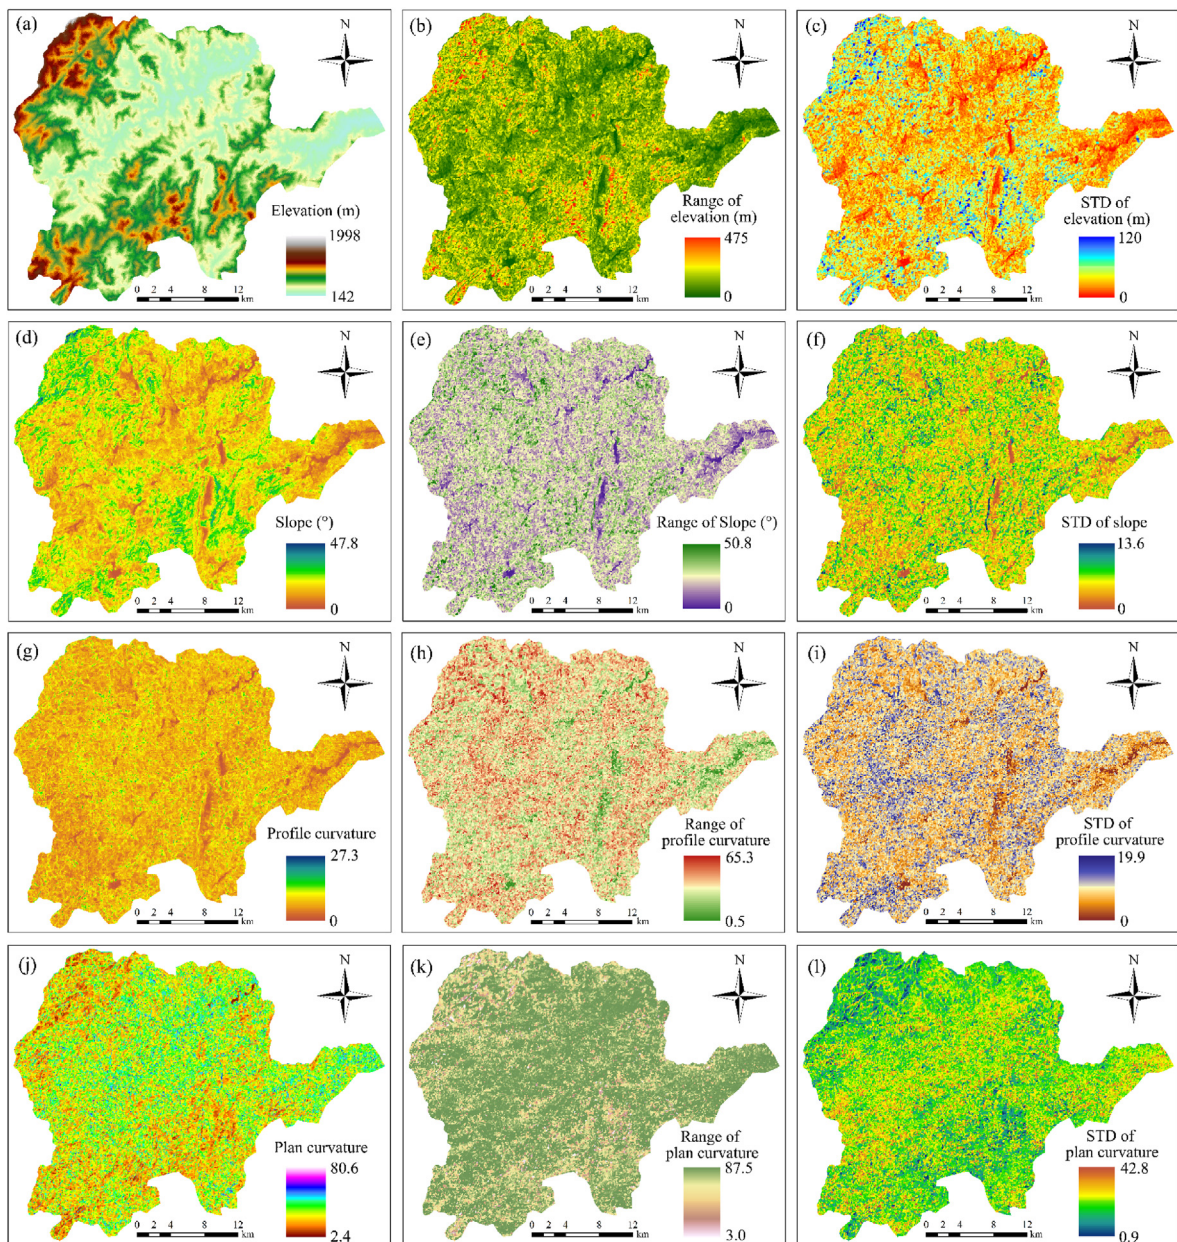 (a)
N
Elevation (m)
1998
142
0 4 8 12
km
(b)
N
Range of
elevation (m)
475
0
0 2 4 8 12
km
(c)
N
STD of
elevation (m)
120
0
0 2 4 8 12
km
(d)
N
Slope (°)
47.8
0
0 2 4 8 12
km
(e)
N
Range of Slope (°)
50.8
0
0 2 4 8 12
km
(f)
N
STD of slope
13.6
0
0 2 4 8 12
km
(g)
N
Profile curvature
27.3
0
0 2 4 8 12
km
(h)
N
Range of
profile curvature
65.3
0.5
0 2 4 8 12
km
(i)
N
STD of
profile curvature
19.9
0
0 2 4 8 12
km
(j)
N
Plan curvature
80.6
2.4
0 2 4 8 12
km
(k)
N
Range of
plan curvature
87.5
3.0
0 2 4 8 12
km
(l)
N
STD of
plan curvature
42.8
0.9
0 2 4 8 12
km